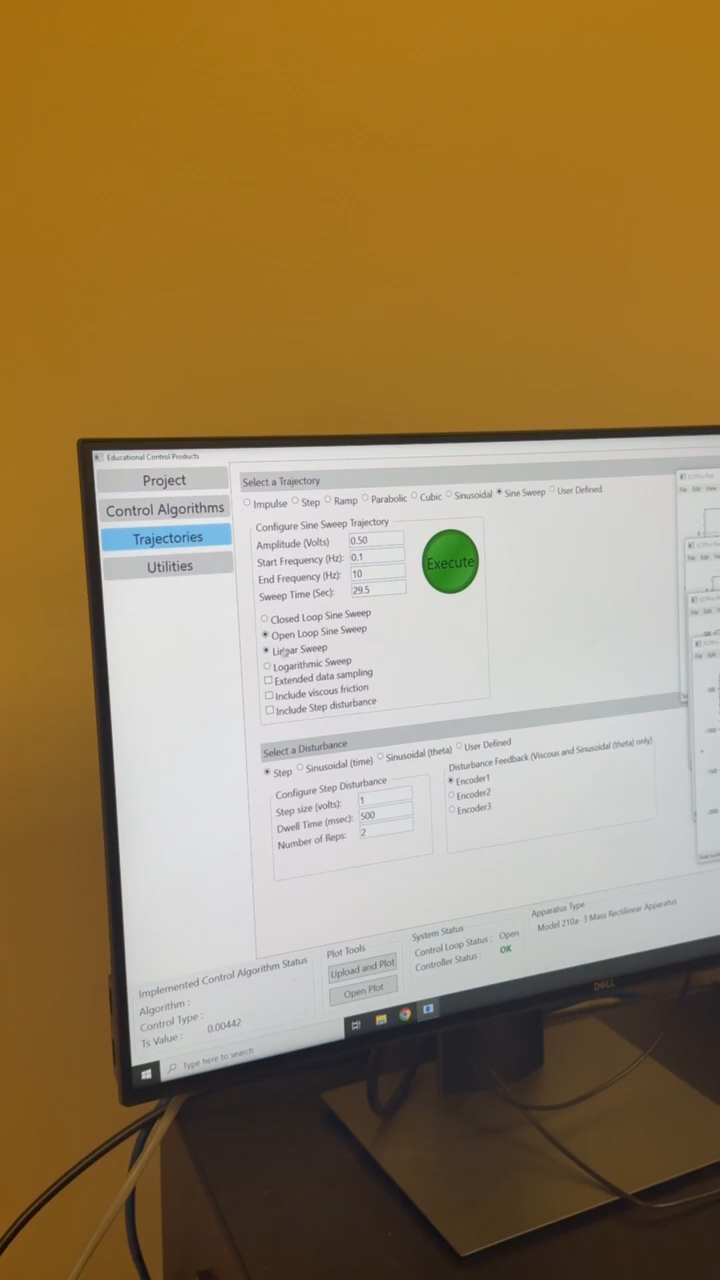 Educational Control Products
Project
Control Algorithms
Trajectories
Utilities
Select a Trajectory
Impulse Step Ramp Parabolic Cubic Sinusoidal Sine Sweep User Defined
Configure Sine Sweep Trajectory
Amplitude (Volts) 0.50
Start Frequency (Hz): 0.1
End Frequency (Hz): 10
Sweep Time (Sec): 29.5
Execute
Closed Loop Sine Sweep
Open Loop Sine Sweep
Linear Sweep
Logarithmic Sweep
Extended data sampling
Include viscous friction
Include Step disturbance
Select a Disturbance
Step Sinusoidal (time) Sinusoidal (theta) User Defined
Configure Step Disturbance
Step size (volts): 1
Dwell Time (msec): 500
Number of Reps: 2
Disturbance Feedback (Viscous and Sinusoidal (theta) only)
Encoder1
Encoder2
Encoder3
Implemented Control Algorithm Status
Algorithm :
Control Type :
Ts Value : 0.00442
Plot Tools
Upload and Plot
Open Plot
System Status
Control Loop Status : Open
Controller Status : OK
Apparatus Type
Model 210a- 3 Mass Rectilinear Apparatus
Type here to search
DELL
File Edit View